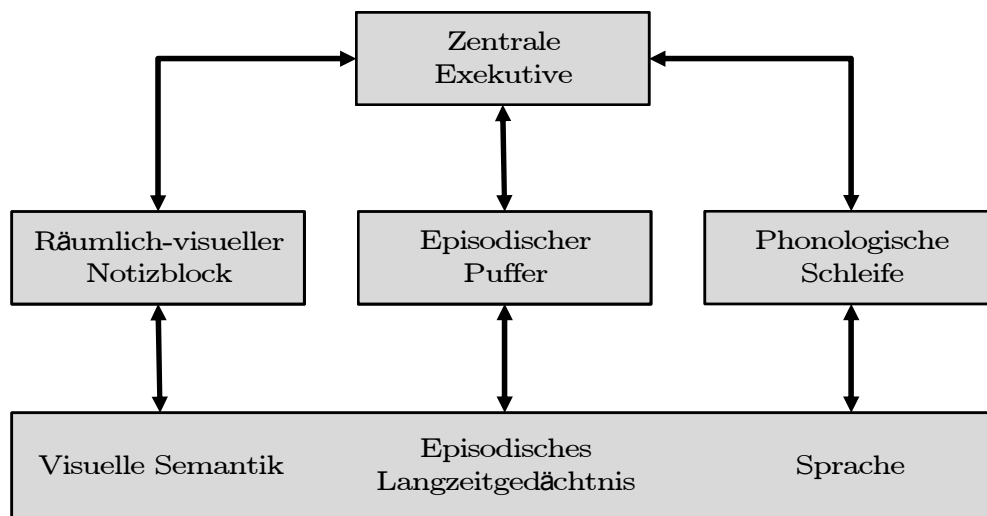 Zentrale
Exekutive
Räumlich-visueller
Notizblock
Episodischer
Puffer
Phonologische
Schleife
Visuelle Semantik
Episodisches
Langzeitgedächtnis
Sprache